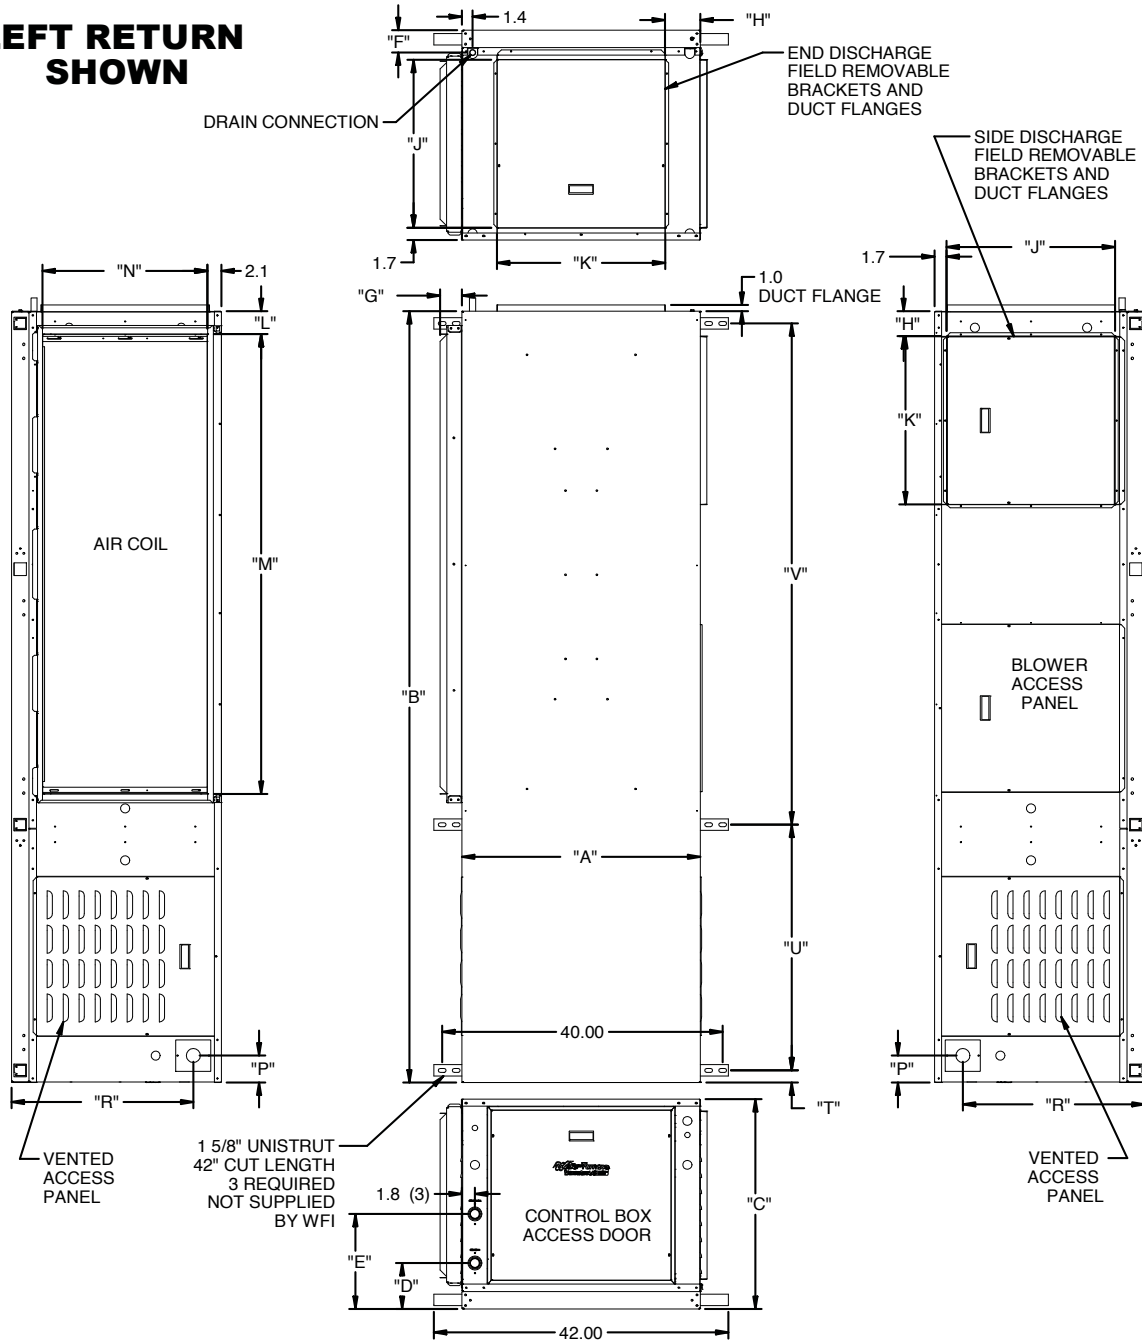 LEFT RETURN
SHOWN
1.4
"H"
"F"
END DISCHARGE
FIELD REMOVABLE
BRACKETS AND
DUCT FLANGES
DRAIN CONNECTION
"J"
SIDE DISCHARGE
FIELD REMOVABLE
BRACKETS AND
DUCT FLANGES
1.7
"K"
"N"
2.1
"G"
1.0
DUCT FLANGE
1.7
"J"
"L"
"H"
"K"
AIR COIL
"M"
"V"
"B"
BLOWER
ACCESS
PANEL
"A"
"U"
40.00
"P"
"P"
"R"
"T"
"R"
VENTED
ACCESS
PANEL
1 5/8" UNISTRUT
42" CUT LENGTH
3 REQUIRED
NOT SUPPLIED
BY WFI
VENTED
ACCESS
PANEL
1.8 (3)
"C"
CONTROL BOX
ACCESS DOOR
"E"
"D"
42.00